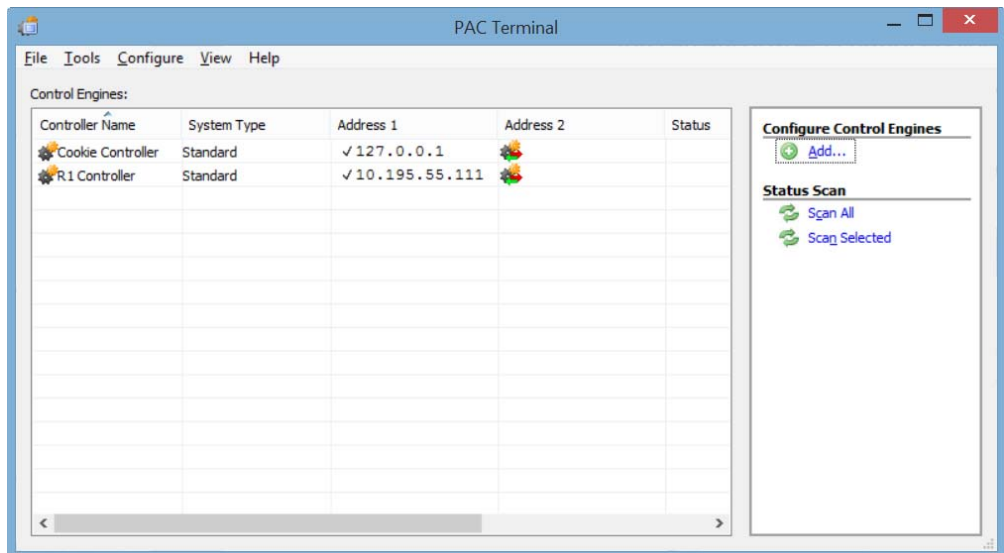 PAC Terminal
File Tools Configure View Help
Control Engines:
Controller Name System Type Address 1 Address 2 Status
Cookie Controller Standard ✓127.0.0.1
R1 Controller Standard ✓10.195.55.111
Configure Control Engines
Add...
Status Scan
Scan All
Scan Selected